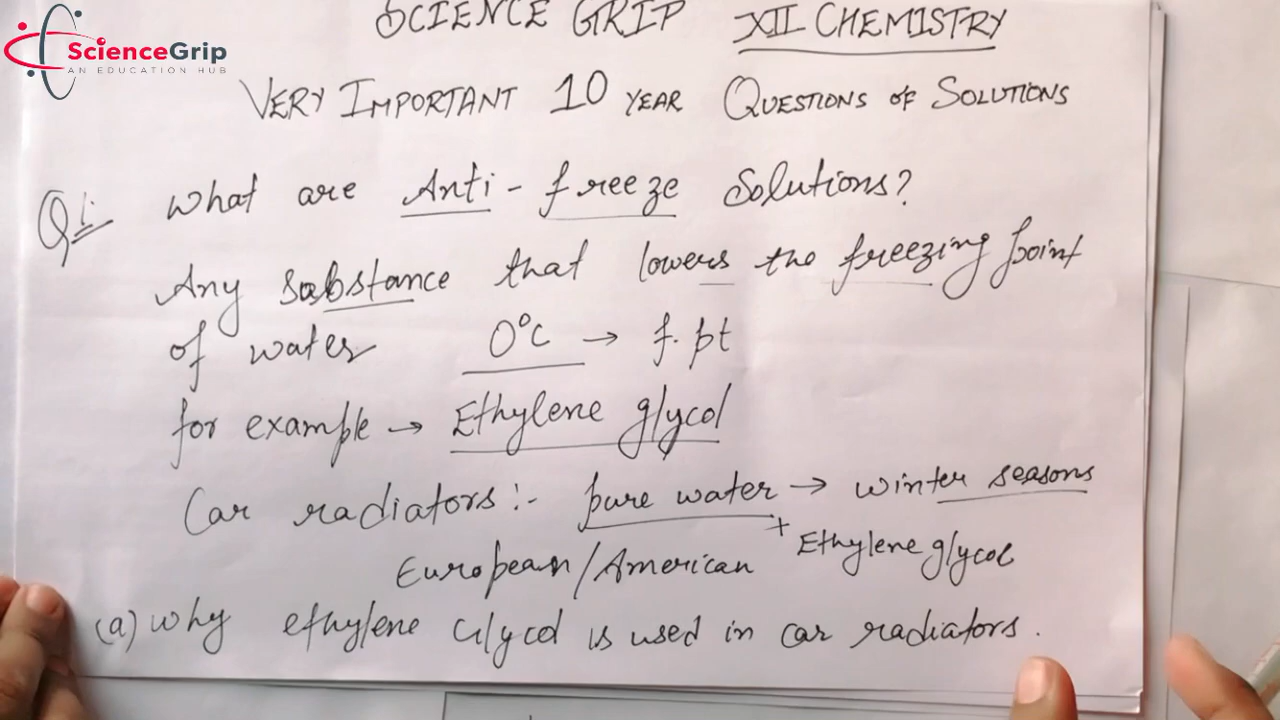 ScienceGrip
AN EDUCATION HUB
SCIENCE GRIP XII CHEMISTRY
VERY IMPORTANT 10 YEAR QUESTIONS OF SOLUTIONS
Q1. What are Anti-freeze Solutions?
Any substance that lowers the freezing point
of water 0°C → f.pt
for example → Ethylene glycol
Car radiators:- pure water → winter seasons
+ Ethylene glycol
European/American
(a) Why ethylene Glycol is used in car radiators.